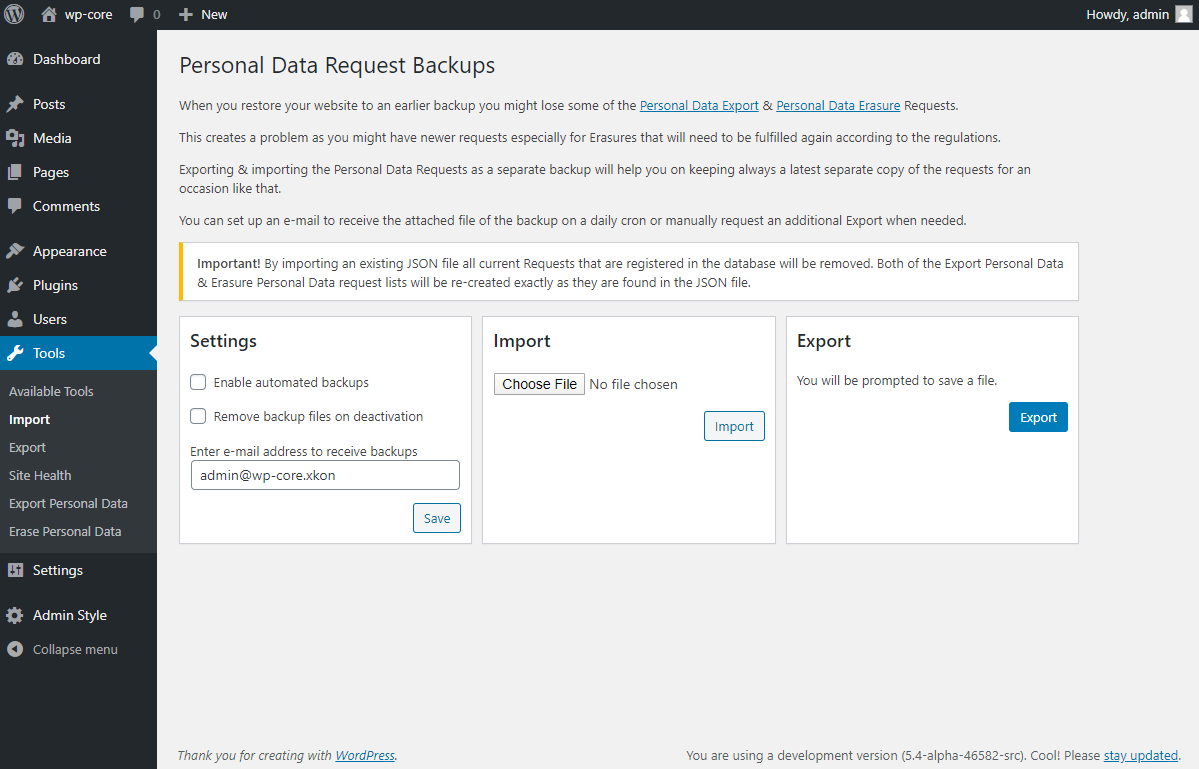 wp-core
0
New
Howdy, admin
Dashboard
Posts
Media
Pages
Comments
Appearance
Plugins
Users
Tools
Available Tools
Import
Export
Site Health
Export Personal Data
Erase Personal Data
Settings
Admin Style
Collapse menu
Personal Data Request Backups
When you restore your website to an earlier backup you might lose some of the Personal Data Export & Personal Data Erasure Requests.
This creates a problem as you might have newer requests especially for Erasures that will need to be fulfilled again according to the regulations.
Exporting & importing the Personal Data Requests as a separate backup will help you on keeping always a latest separate copy of the requests for an
occasion like that.
You can set up an e-mail to receive the attached file of the backup on a daily cron or manually request an additional Export when needed.
Important! By importing an existing JSON file all current Requests that are registered in the database will be removed. Both of the Export Personal Data
& Erasure Personal Data request lists will be re-created exactly as they are found in the JSON file.
Settings
Enable automated backups
Remove backup files on deactivation
Enter e-mail address to receive backups
admin@wp-core.xkon
Save
Import
Choose File No file chosen
Import
Export
You will be prompted to save a file.
Export
Thank you for creating with WordPress.
You are using a development version (5.4-alpha-46582-src). Cool! Please stay updated.